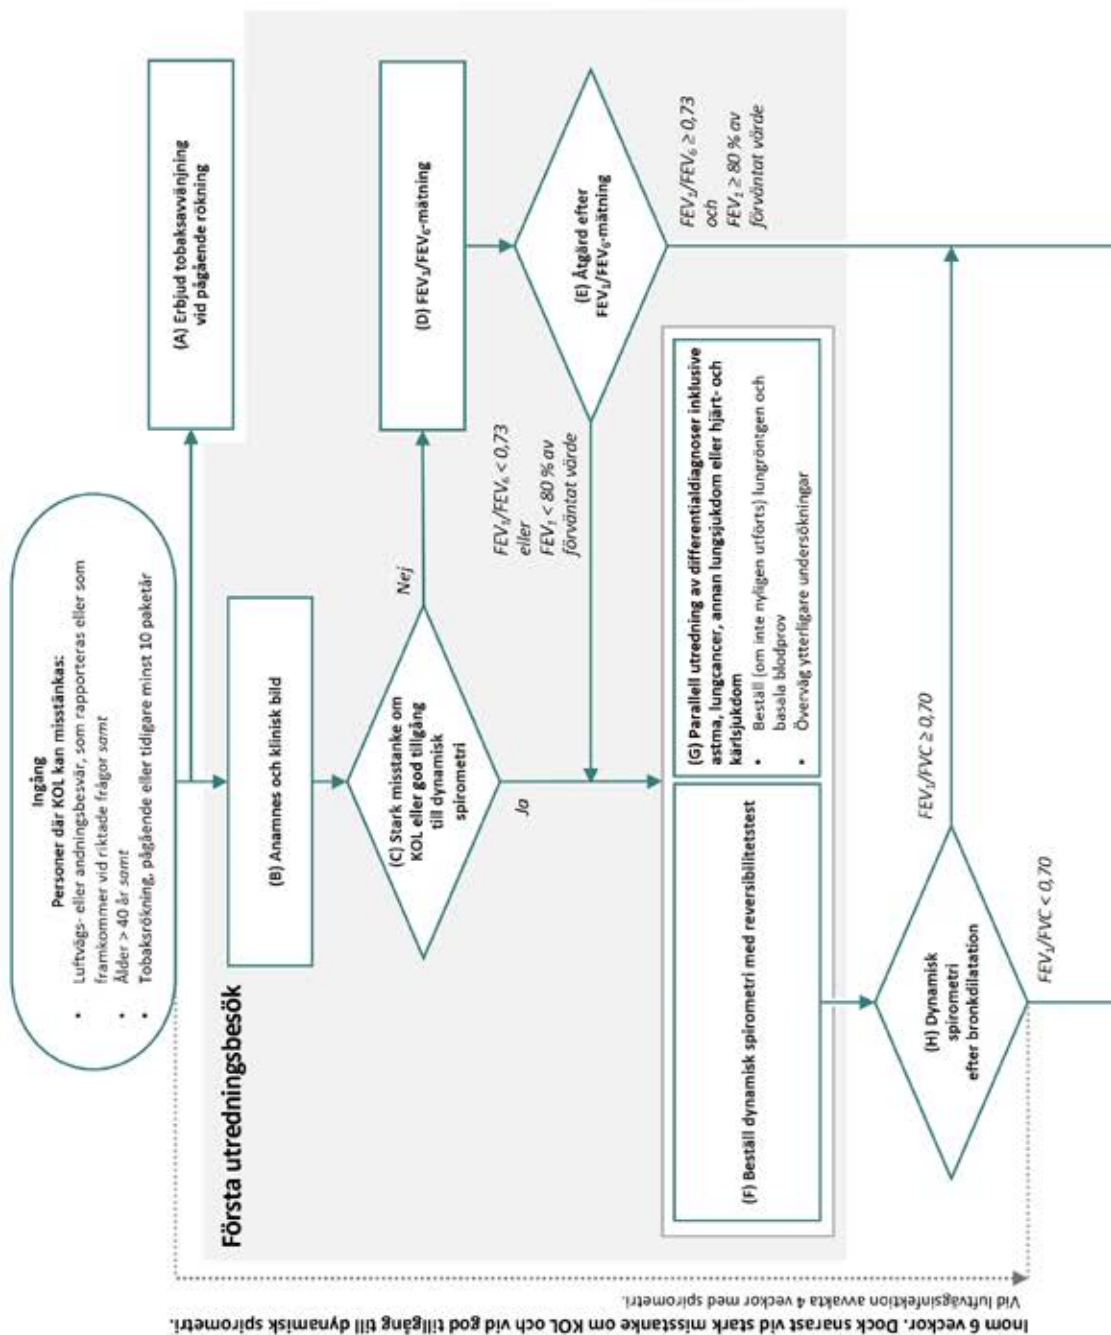 Ingång
Personer där KOL kan misstänkas:
• Luftvägs- eller andningsbesvär, som rapporteras eller som
framkommer vid riktade frågor samt
• Ålder > 40 år samt
• Tobaksrökning, pågående eller tidigare minst 10 paketår
(A) Erbjud tobaksavvänjning
vid pågående rökning
Första utredningsbesök
(B) Anamnes och klinisk bild
(C) Stark misstanke om
KOL eller god tillgång
till dynamisk
spirometri
Nej
Ja
(D) FEV₁/FEV₆-mätning
(E) Åtgärd efter
FEV₁/FEV₆-mätning
FEV₁/FEV₆ < 0,73
eller
FEV₁ < 80 % av
förväntat värde
FEV₁/FEV₆ ≥ 0,73
och
FEV₁ ≥ 80 % av
förväntat värde
(F) Beställ dynamisk spirometri med reversibilitetstest
(G) Parallell utredning av differentialdiagnoser inklusive
astma, lungcancer, annan lungsjukdom eller hjärt- och
kärlsjukdom
• Beställ (om inte nyligen utförts) lungröntgen och
basala blodprov
• Överväg ytterligare undersökningar
(H) Dynamisk
spirometri
efter bronkdilatation
FEV₁/FVC ≥ 0,70
FEV₁/FVC < 0,70
Inom 6 veckor. Dock snarast vid stark misstanke om KOL och vid god tillgång till dynamisk spirometri.
Vid luftvägsinfektion avvakta 4 veckor med spirometri.